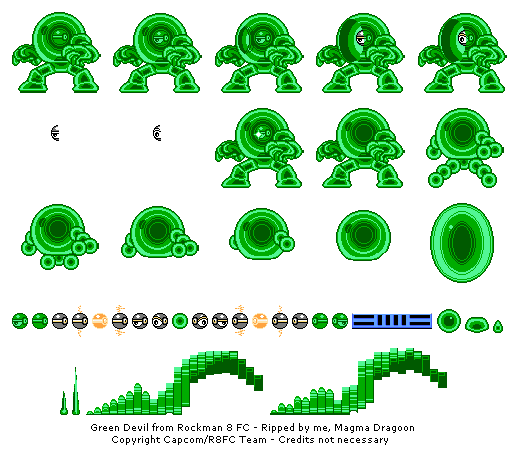 Green Devil from Rockman 8 FC - Ripped by me, Magma Dragoon
Copyright Capcom/R8FC Team - Credits not necessary